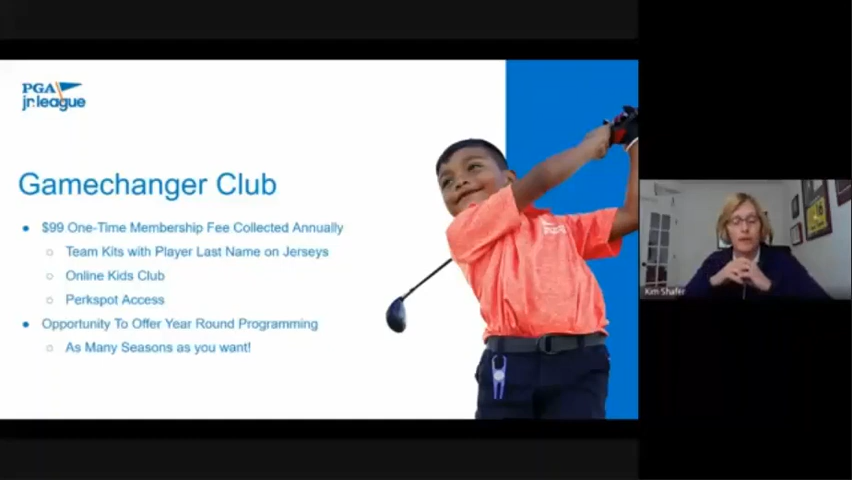 PGA
jr.league
Gamechanger Club
$99 One-Time Membership Fee Collected Annually
Team Kits with Player Last Name on Jerseys
Online Kids Club
Perkspot Access
Opportunity To Offer Year Round Programming
As Many Seasons as you want!
Kim Shafer